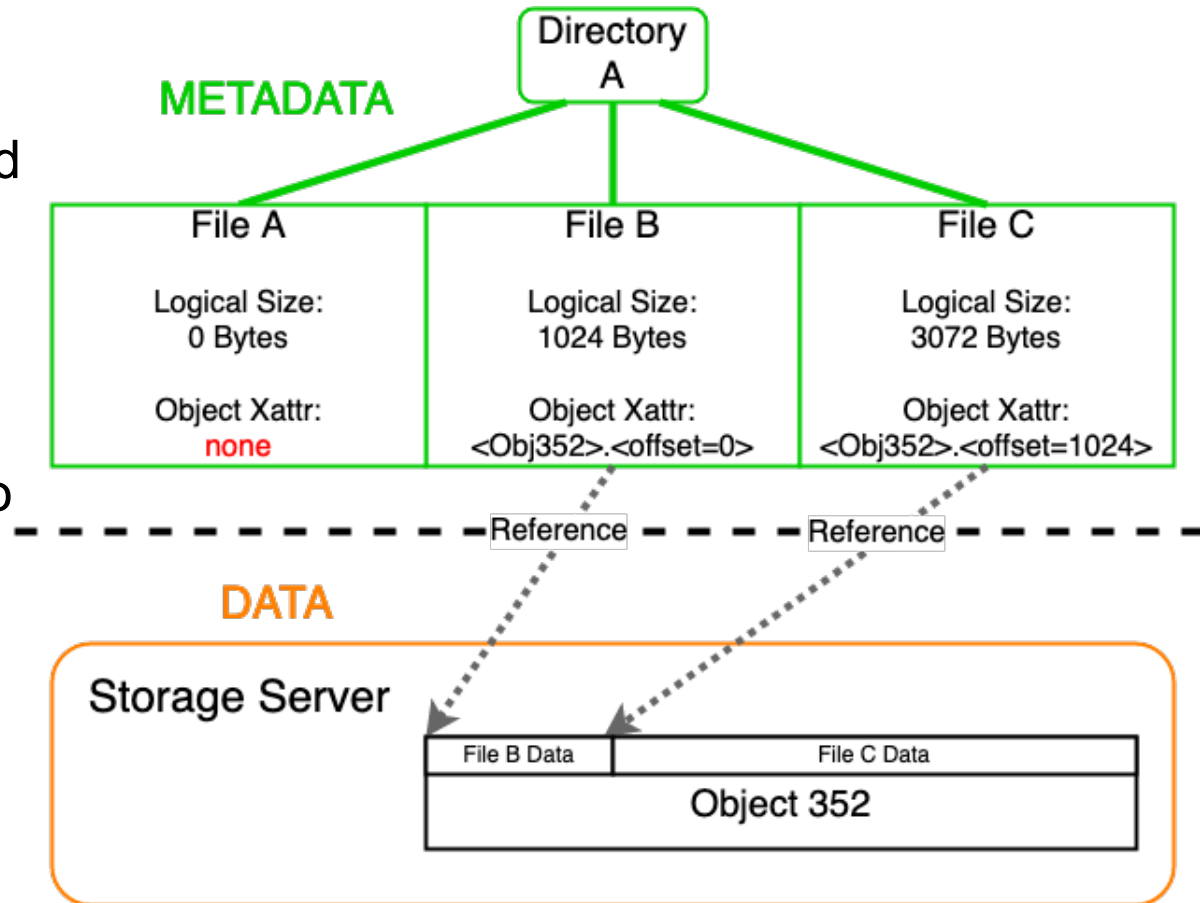 Directory
A
METADATA
d
File A
Logical Size:
0 Bytes
Object Xattr:
none
File B
Logical Size:
1024 Bytes
Object Xattr:
<Obj352>.<offset=0>
File C
Logical Size:
3072 Bytes
Object Xattr:
<Obj352>.<offset=1024>
Reference
Reference
DATA
Storage Server
File B Data
File C Data
Object 352